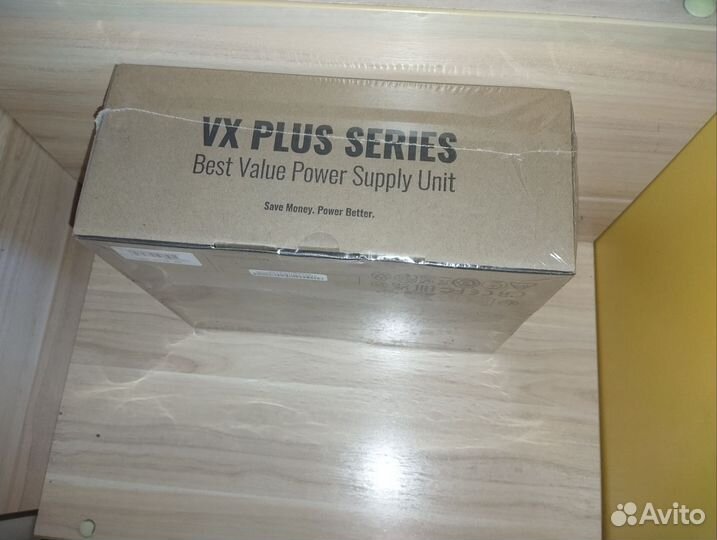 VX PLUS SERIES
Best Value Power Supply Unit
Save Money. Power Better.
Avito